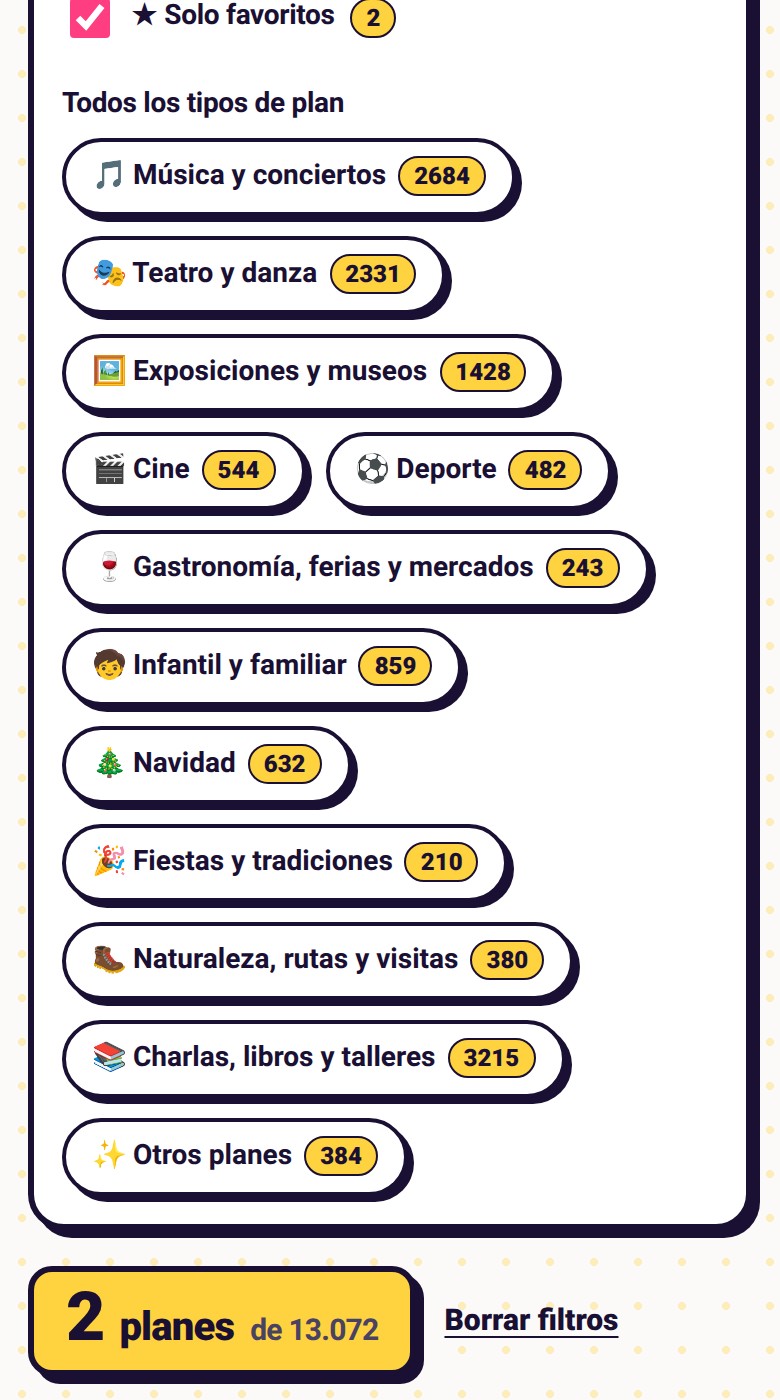 ★ Solo favoritos 2
Todos los tipos de plan
Música y conciertos 2684
Teatro y danza 2331
Exposiciones y museos 1428
Cine 544 Deporte 482
Gastronomía, ferias y mercados 243
Infantil y familiar 859
Navidad 632
Fiestas y tradiciones 210
Naturaleza, rutas y visitas 380
Charlas, libros y talleres 3215
Otros planes 384
2 planes de 13.072 Borrar filtros